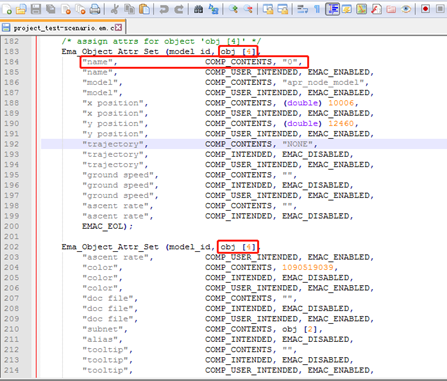 project_test-scenario.em.c
182 /* assign attrs for object 'obj [4]' */
183 Ema_Object_Attr_Set (model_id, obj [4],
184 "name", COMP_CONTENTS, "0",
185 "name", COMP_USER_INTENDED, EMAC_ENABLED,
186 "model", COMP_CONTENTS, "apr_node_model",
187 "model", COMP_USER_INTENDED, EMAC_ENABLED,
188 "x position", COMP_CONTENTS, (double) 10006,
189 "x position", COMP_USER_INTENDED, EMAC_ENABLED,
190 "y position", COMP_CONTENTS, (double) 12460,
191 "y position", COMP_USER_INTENDED, EMAC_ENABLED,
192 "trajectory", COMP_CONTENTS, "NONE",
193 "trajectory", COMP_INTENDED, EMAC_DISABLED,
194 "trajectory", COMP_USER_INTENDED, EMAC_ENABLED,
195 "ground speed", COMP_CONTENTS, "",
196 "ground speed", COMP_INTENDED, EMAC_DISABLED,
197 "ground speed", COMP_USER_INTENDED, EMAC_ENABLED,
198 "ascent rate", COMP_CONTENTS, "",
199 "ascent rate", COMP_INTENDED, EMAC_DISABLED,
200 EMAC_EOL);
201
202 Ema_Object_Attr_Set (model_id, obj [4],
203 "ascent rate", COMP_USER_INTENDED, EMAC_ENABLED,
204 "color", COMP_CONTENTS, 1090519039,
205 "color", COMP_INTENDED, EMAC_DISABLED,
206 "color", COMP_USER_INTENDED, EMAC_ENABLED,
207 "doc file", COMP_CONTENTS, "",
208 "doc file", COMP_INTENDED, EMAC_DISABLED,
209 "doc file", COMP_USER_INTENDED, EMAC_ENABLED,
210 "subnet", COMP_CONTENTS, obj [2],
211 "alias", COMP_INTENDED, EMAC_DISABLED,
212 "tooltip", COMP_CONTENTS, "",
213 "tooltip", COMP_INTENDED, EMAC_DISABLED,
214 "tooltip", COMP_USER_INTENDED, EMAC_ENABLED,